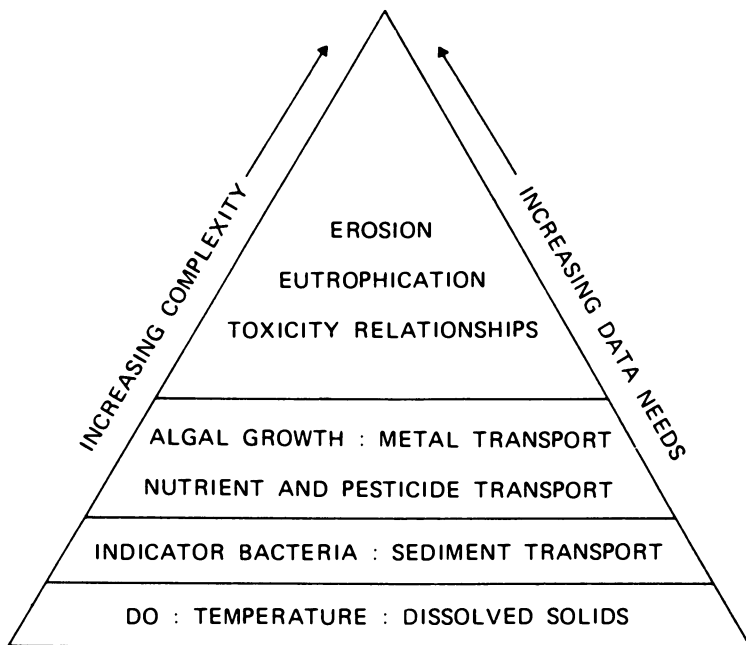 INCREASING COMPLEXITY
INCREASING DATA NEEDS
EROSION
EUTROPHICATION
TOXICITY RELATIONSHIPS
ALGAL GROWTH : METAL TRANSPORT
NUTRIENT AND PESTICIDE TRANSPORT
INDICATOR BACTERIA : SEDIMENT TRANSPORT
DO : TEMPERATURE : DISSOLVED SOLIDS